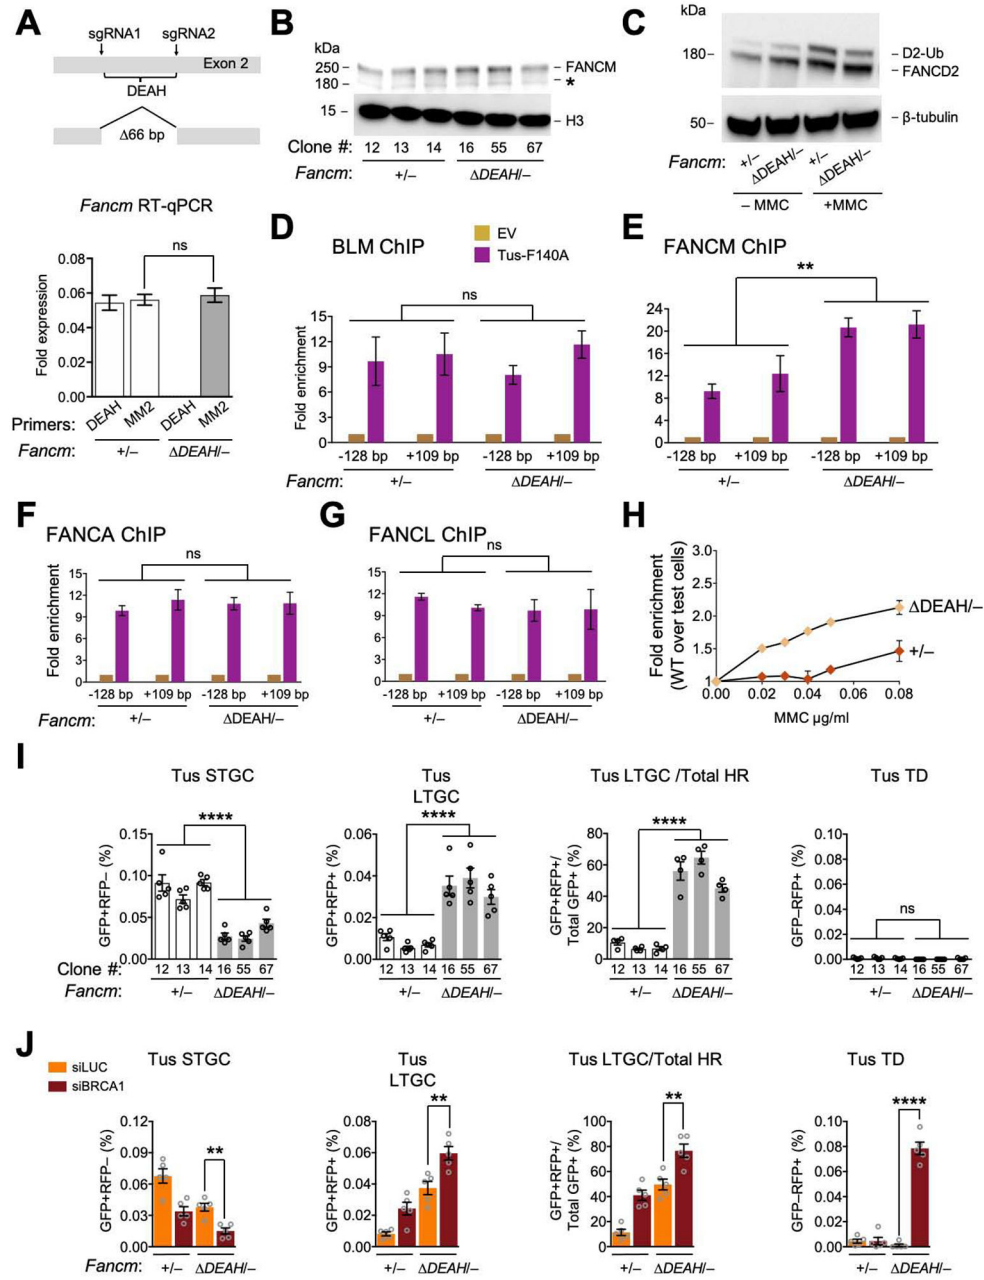 A
sgRNA1 sgRNA2
Exon 2
DEAH
Δ66 bp
Fancm RT-qPCR
ns
Fold expression
0.08
0.06
0.04
0.02
0.00
Primers: DEAH MM2 DEAH MM2
Fancm: +/– ΔDEAH/–
B
kDa
250 – – FANCM
180 – – *
15 – – H3
Clone #: 12 13 14 16 55 67
Fancm: +/– ΔDEAH/–
C
kDa
180– – D2-Ub
– FANCD2
50– – β-tubulin
Fancm: +/– ΔDEAH/– +/– ΔDEAH/–
– MMC +MMC
D
BLM ChIP
EV
Tus-F140A
ns
Fold enrichment
15
12
9
6
3
0
-128 bp +109 bp -128 bp +109 bp
Fancm: +/– ΔDEAH/–
E
FANCM ChIP
**
24
20
16
12
8
4
0
-128 bp +109 bp -128 bp +109 bp
+/– ΔDEAH/–
F
FANCA ChIP
ns
Fold enrichment
15
12
9
6
3
0
-128 bp +109 bp -128 bp +109 bp
Fancm: +/– ΔDEAH/–
G
FANCL ChIP
ns
15
12
9
6
3
0
-128 bp +109 bp -128 bp +109 bp
+/– ΔDEAH/–
H
Fold enrichment
(WT over test cells)
3.0
2.0
1.5
1
ΔDEAH/–
+/–
0.00 0.02 0.04 0.06 0.08
MMC µg/ml
I
Tus STGC
****
GFP+RFP– (%)
0.15
0.10
0.05
0.00
Clone #: 12 13 14 16 55 67
Fancm: +/– ΔDEAH/–
Tus
LTGC
****
GFP+RFP+ (%)
0.06
0.04
0.02
0.00
12 13 14 16 55 67
+/– ΔDEAH/–
Tus LTGC /Total HR
****
GFP+RFP+/
Total GFP+ (%)
80
60
40
20
0
12 13 14 16 55 67
+/– ΔDEAH/–
Tus TD
ns
GFP–RFP+ (%)
0.10
0.08
0.06
0.04
0.02
0.00
12 13 14 16 55 67
+/– ΔDEAH/–
J
siLUC
siBRCA1
Tus STGC
**
GFP+RFP– (%)
0.12
0.09
0.06
0.03
0.00
Fancm: +/– ΔDEAH/–
Tus
LTGC
**
GFP+RFP+ (%)
0.08
0.06
0.04
0.02
0.00
+/– ΔDEAH/–
Tus LTGC/Total HR
**
GFP+RFP+/
Total GFP+ (%)
100
80
60
40
20
0
+/– ΔDEAH/–
Tus TD
****
GFP–RFP+ (%)
0.10
0.08
0.06
0.04
0.02
0.00
+/– ΔDEAH/–